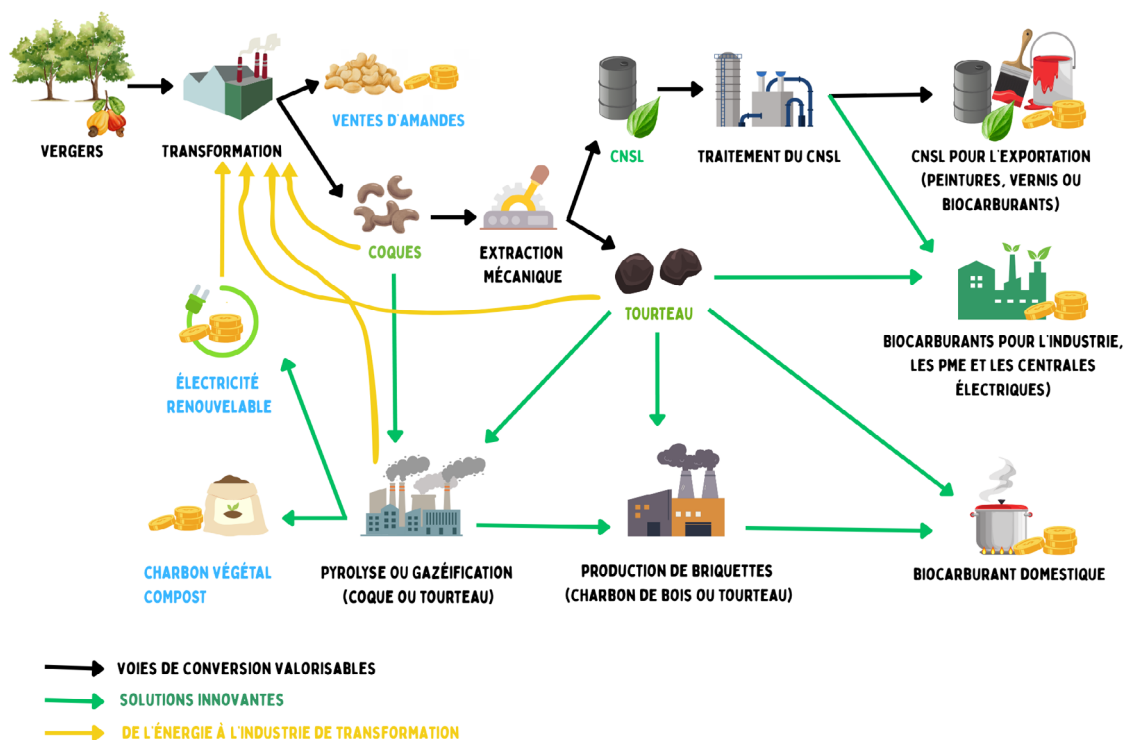 VERGERS
TRANSFORMATION
VENTES D'AMANDES
CNSL
TRAITEMENT DU CNSL
CNSL POUR L'EXPORTATION
(PEINTURES, VERNIS OU
BIOCARBURANTS)
COQUES
EXTRACTION
MÉCANIQUE
TOURTEAU
BIOCARBURANTS POUR L'INDUSTRIE,
LES PME ET LES CENTRALES
ÉLECTRIQUES)
ÉLECTRICITÉ
RENOUVELABLE
CHARBON VÉGÉTAL
COMPOST
PYROLYSE OU GAZÉIFICATION
(COQUE OU TOURTEAU)
PRODUCTION DE BRIQUETTES
(CHARBON DE BOIS OU TOURTEAU)
BIOCARBURANT DOMESTIQUE
VOIES DE CONVERSION VALORISABLES
SOLUTIONS INNOVANTES
DE L'ÉNERGIE À L'INDUSTRIE DE TRANSFORMATION